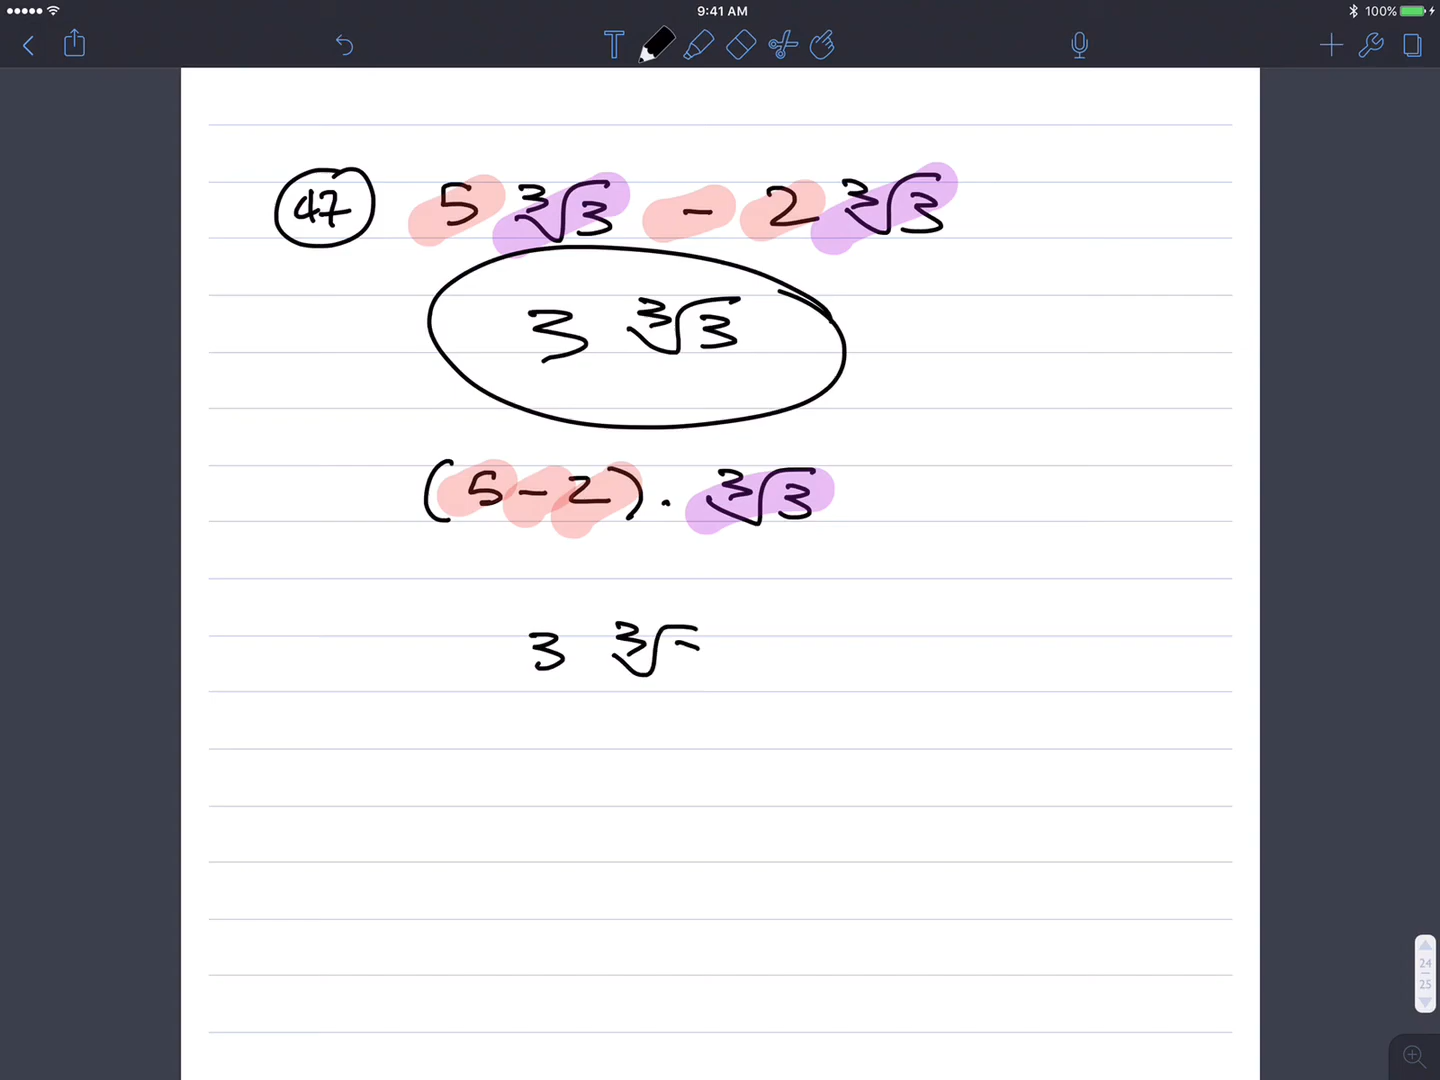 9:41 AM 100%
T
47 5 ∛3 - 2 ∛3
3 ∛3
(5-2) · ∛3
3 ∛
24
25